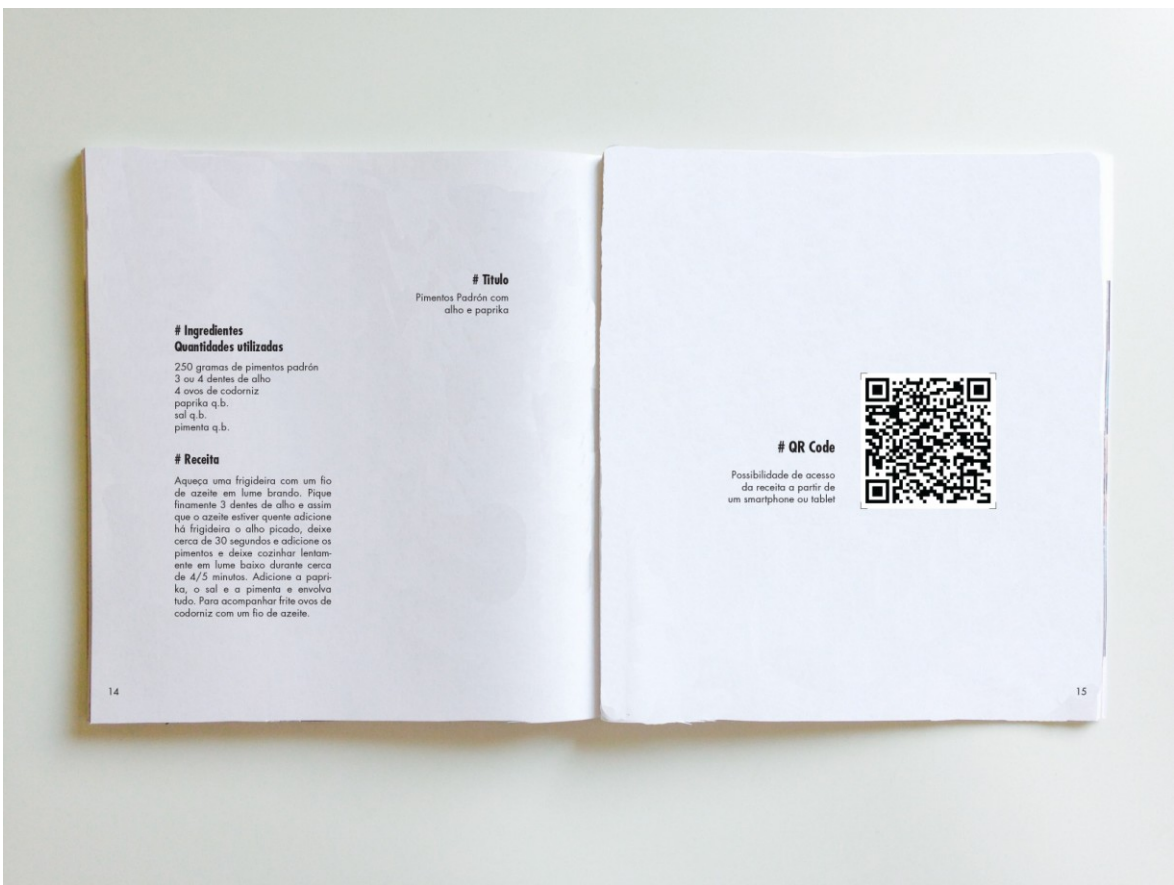 # Titulo
Pimentos Padrón com
alho e paprika
# Ingredientes
Quantidades utilizadas
250 gramas de pimentos padrón
3 ou 4 dentes de alho
4 ovos de codorniz
paprika q.b.
sal q.b.
pimenta q.b.
# Receita
Aqueça uma frigideira com um fio
de azeite em lume brando. Pique
finamente 3 dentes de alho e assim
que o azeite estiver quente adicione
há frigideira o alho picado, deixe
cerca de 30 segundos e adicione os
pimentos e deixe cozinhar lentam-
ente em lume baixo durante cerca
de 4/5 minutos. Adicione a papri-
ka, o sal e a pimenta e envolva
tudo. Para acompanhar frite ovos de
codorniz com um fio de azeite.
14
# QR Code
Possibilidade de acesso
da receita a partir de
um smartphone ou tablet
15